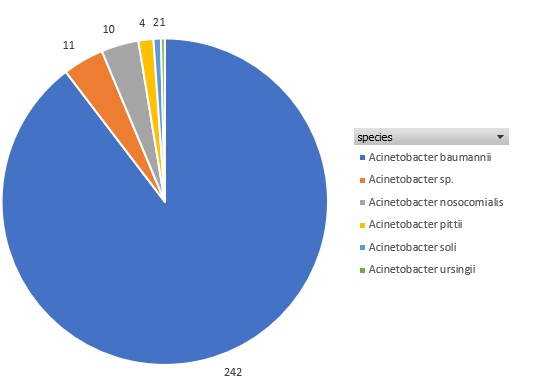 4 21
10
11
species
Acinetobacter baumannii
Acinetobacter sp.
Acinetobacter nosocomialis
Acinetobacter pittii
Acinetobacter soli
Acinetobacter ursingii
242